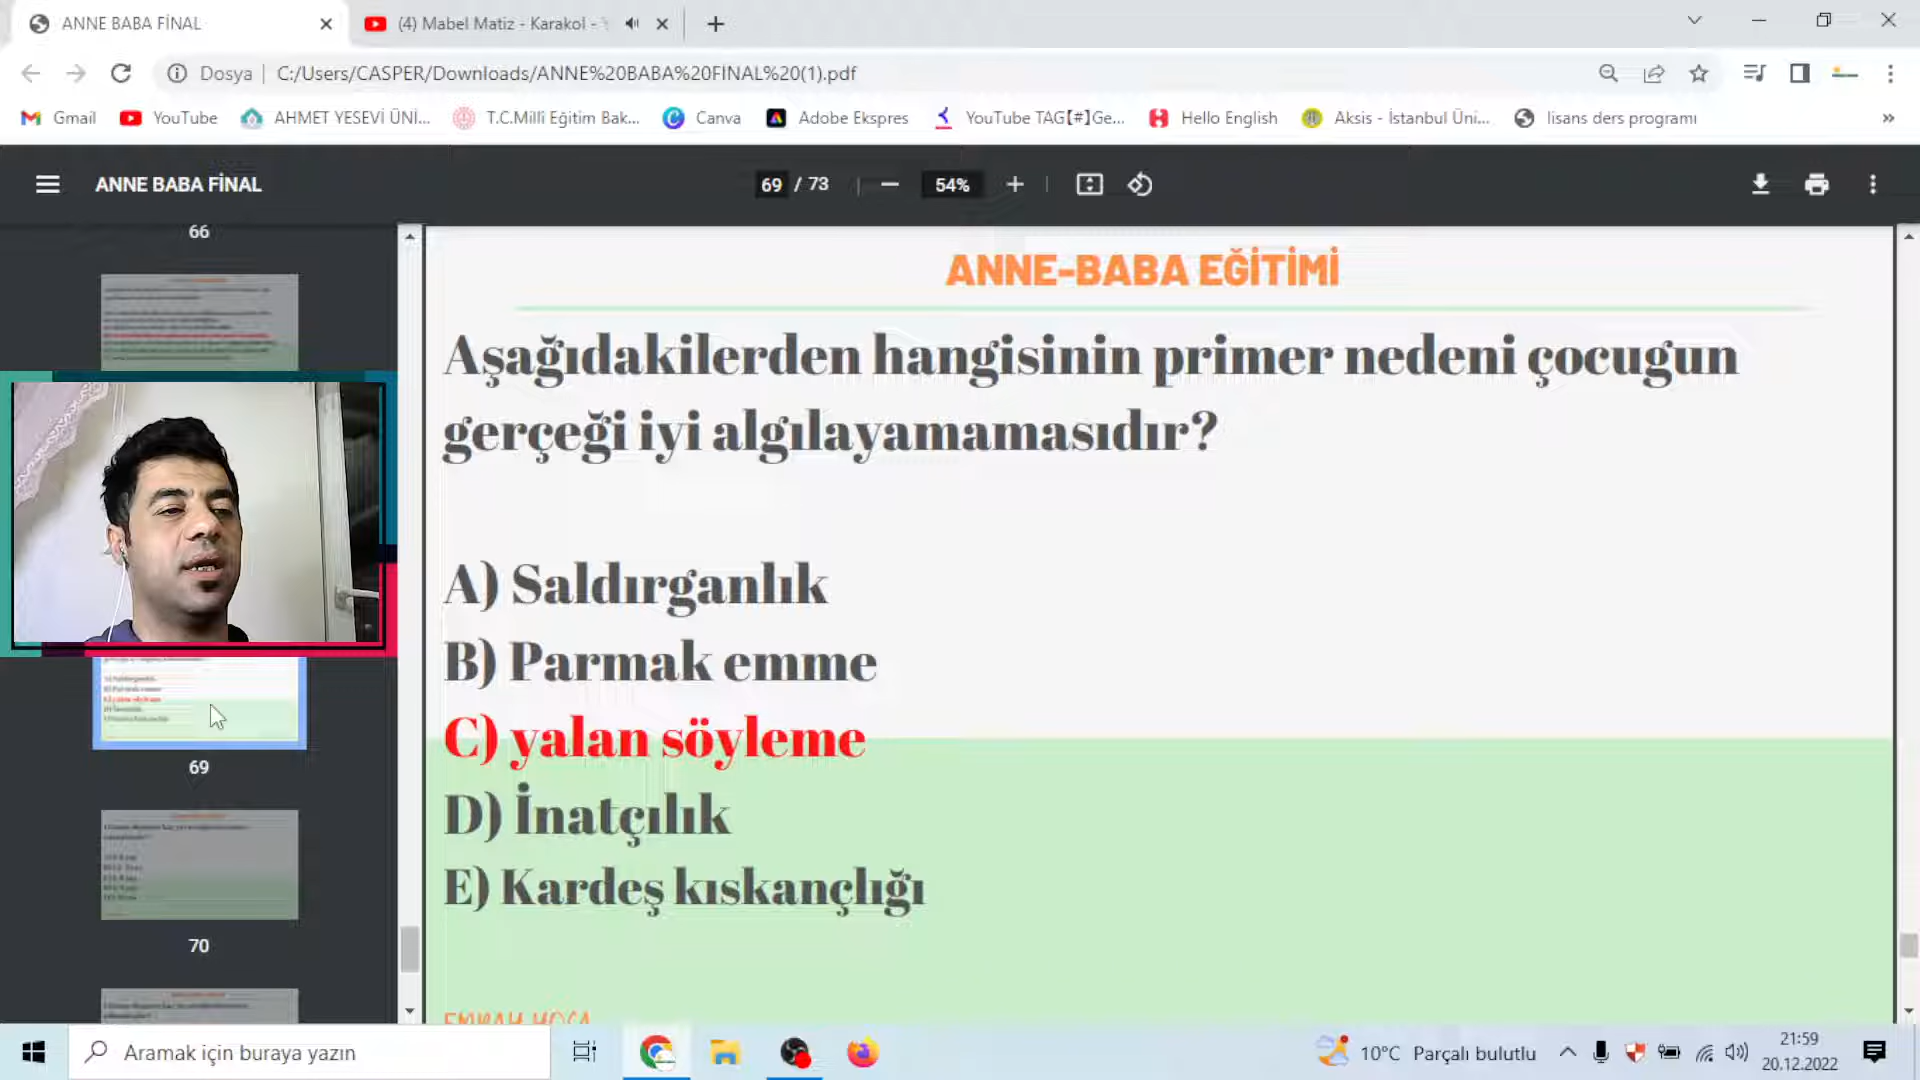 ANNE BABA FİNAL
(4) Mabel Matiz - Karakol -
Dosya
C:/Users/CASPER/Downloads/ANNE%20BABA%20FINAL%20(1).pdf
Gmail
YouTube
AHMET YESEVİ ÜNİ...
T.C.Millî Eğitim Bak...
Canva
Adobe Ekspres
YouTube TAG【#】Ge...
Hello English
Aksis - İstanbul Üni...
lisans ders programı
»
ANNE BABA FİNAL
69 / 73
54%
66
ANNE-BABA EĞİTİMİ
Aşağıdakilerden hangisinin primer nedeni çocugun
gerçeği iyi algılayamamasıdır?
A) Saldırganlık
B) Parmak emme
C) yalan söyleme
D) İnatçılık
E) Kardeş kıskançlığı
69
70
Aramak için buraya yazın
10°C Parçalı bulutlu
21:59
20.12.2022